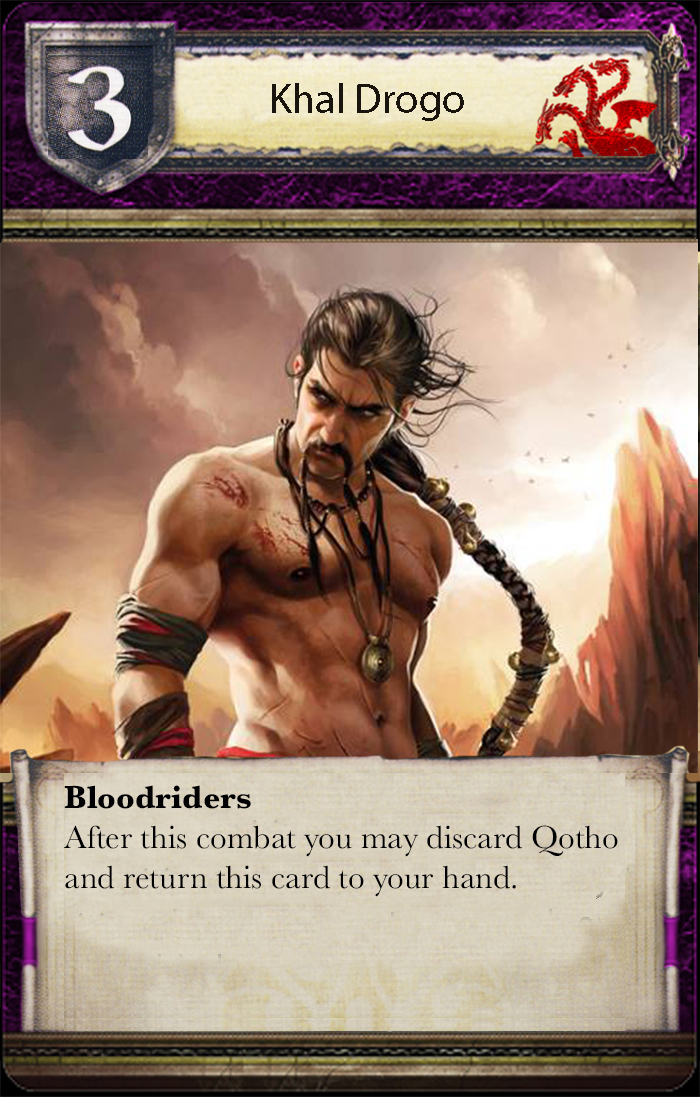 3
Khal Drogo
Bloodriders
After this combat you may discard Qotho
and return this card to your hand.